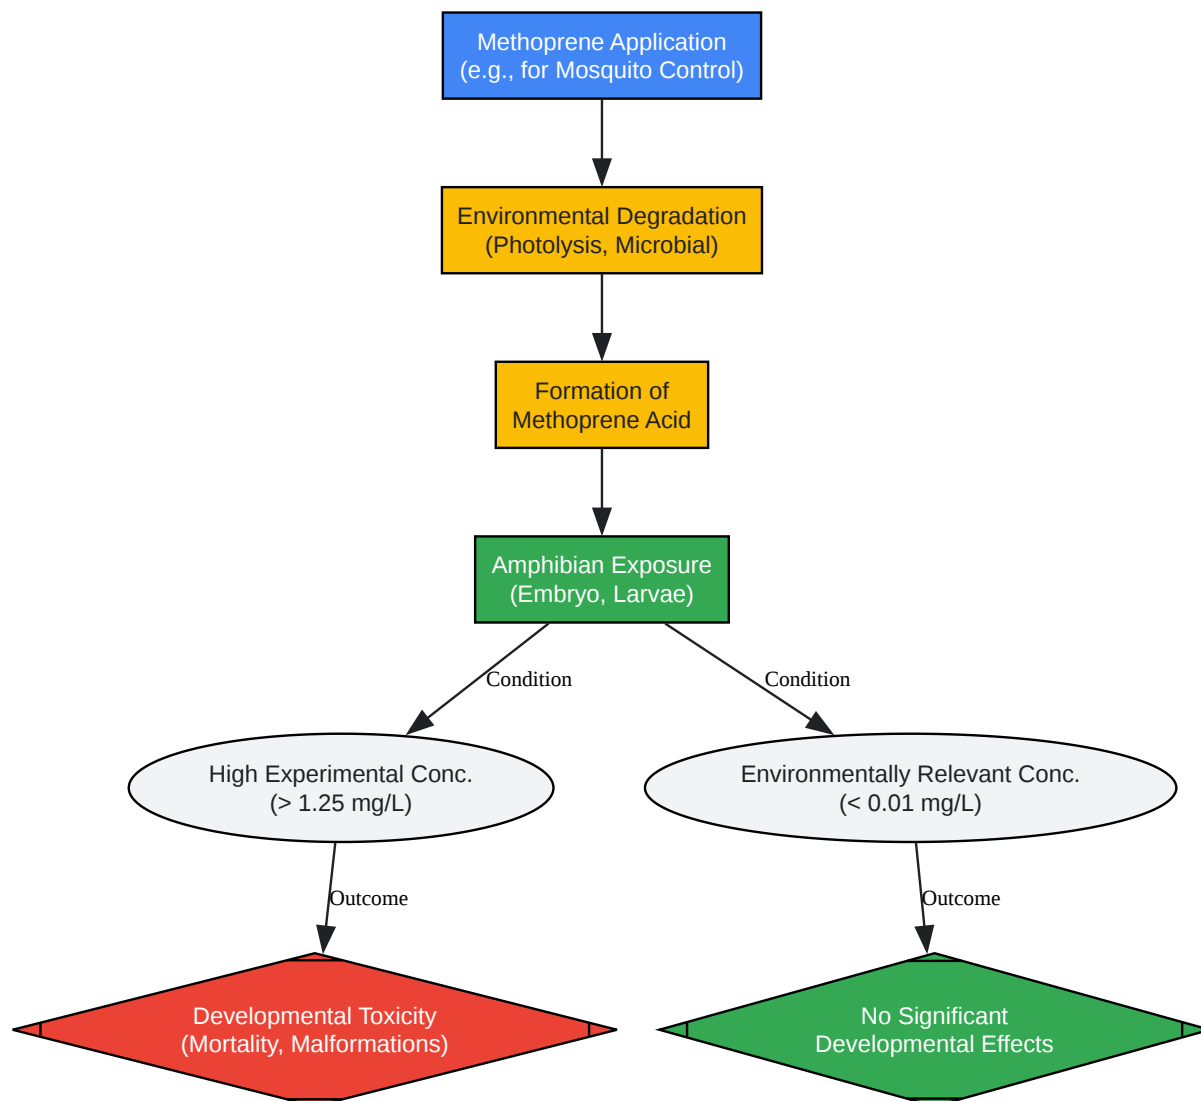 Methoprene Application
(e.g., for Mosquito Control)
Environmental Degradation
(Photolysis, Microbial)
Formation of
Methoprene Acid
Amphibian Exposure
(Embryo, Larvae)
Condition
Condition
High Experimental Conc.
(> 1.25 mg/L)
Environmentally Relevant Conc.
(< 0.01 mg/L)
Outcome
Outcome
Developmental Toxicity
(Mortality, Malformations)
No Significant
Developmental Effects